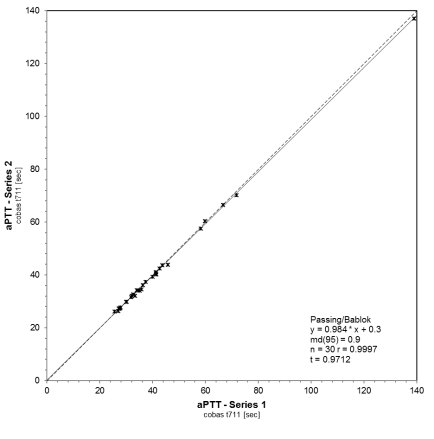 140
120
100
80
60
40
20
0
aPTT - Series 2
cobas t711 [sec]
Passing/Bablok
y = 0.984 * x + 0.3
md(95) = 0.9
n = 30 r = 0.9997
t = 0.9712
0 20 40 60 80 100 120 140
aPTT - Series 1
cobas t711 [sec]